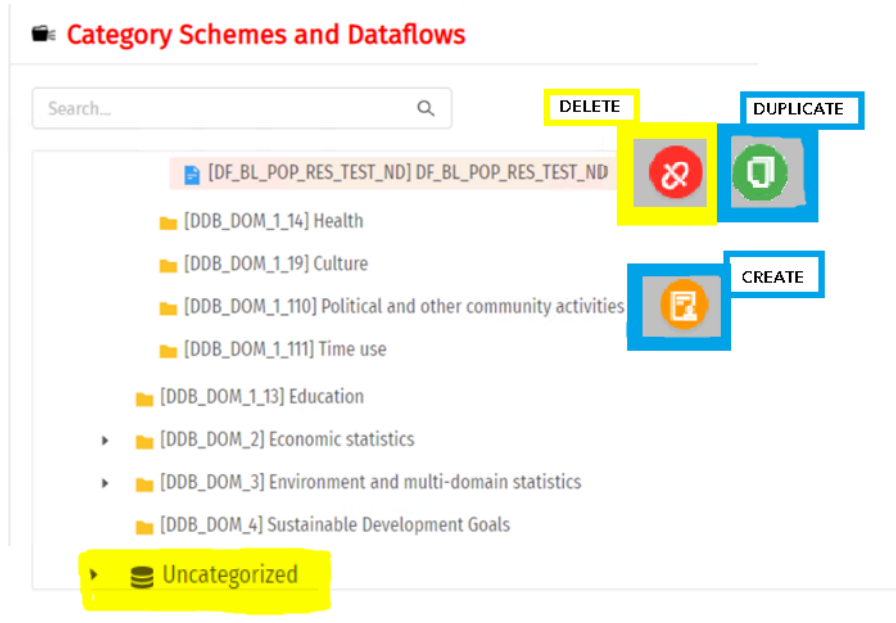 Category Schemes and Dataflows
Search...
DELETE
DUPLICATE
[DF_BL_POP_RES_TEST_ND] DF_BL_POP_RES_TEST_ND
[DDB_DOM_1_14] Health
[DDB_DOM_1_19] Culture
CREATE
[DDB_DOM_1_110] Political and other community activities
[DDB_DOM_1_111] Time use
[DDB_DOM_1_13] Education
[DDB_DOM_2] Economic statistics
[DDB_DOM_3] Environment and multi-domain statistics
[DDB_DOM_4] Sustainable Development Goals
Uncategorized